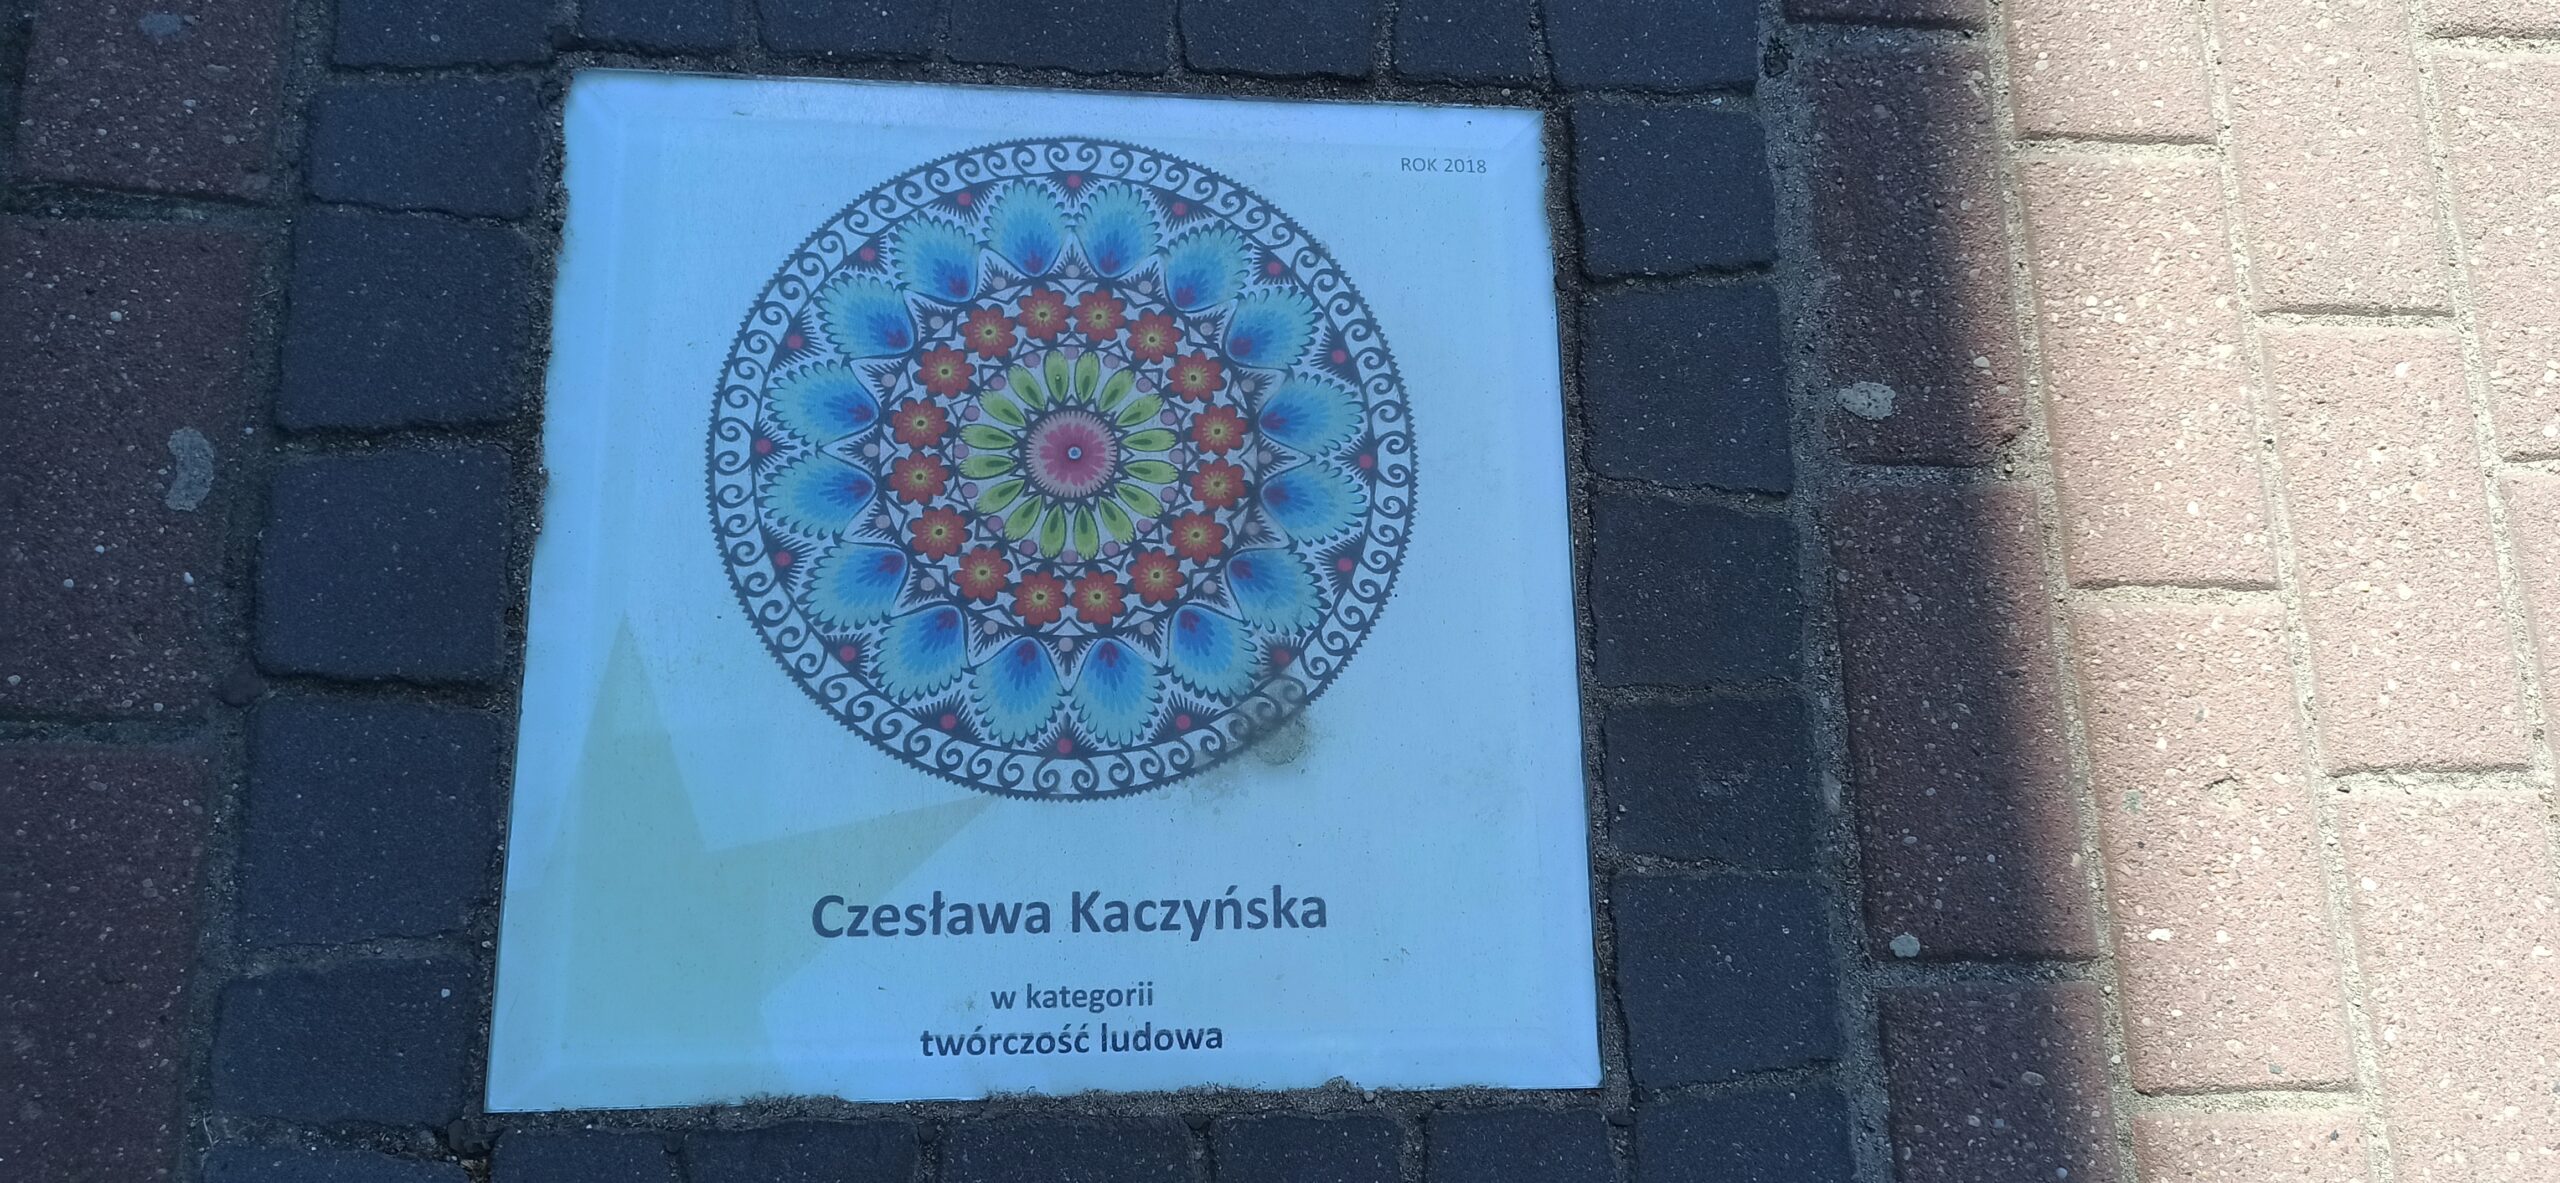 ROK 2018
Czesława Kaczyńska
w kategorii
twórczość ludowa